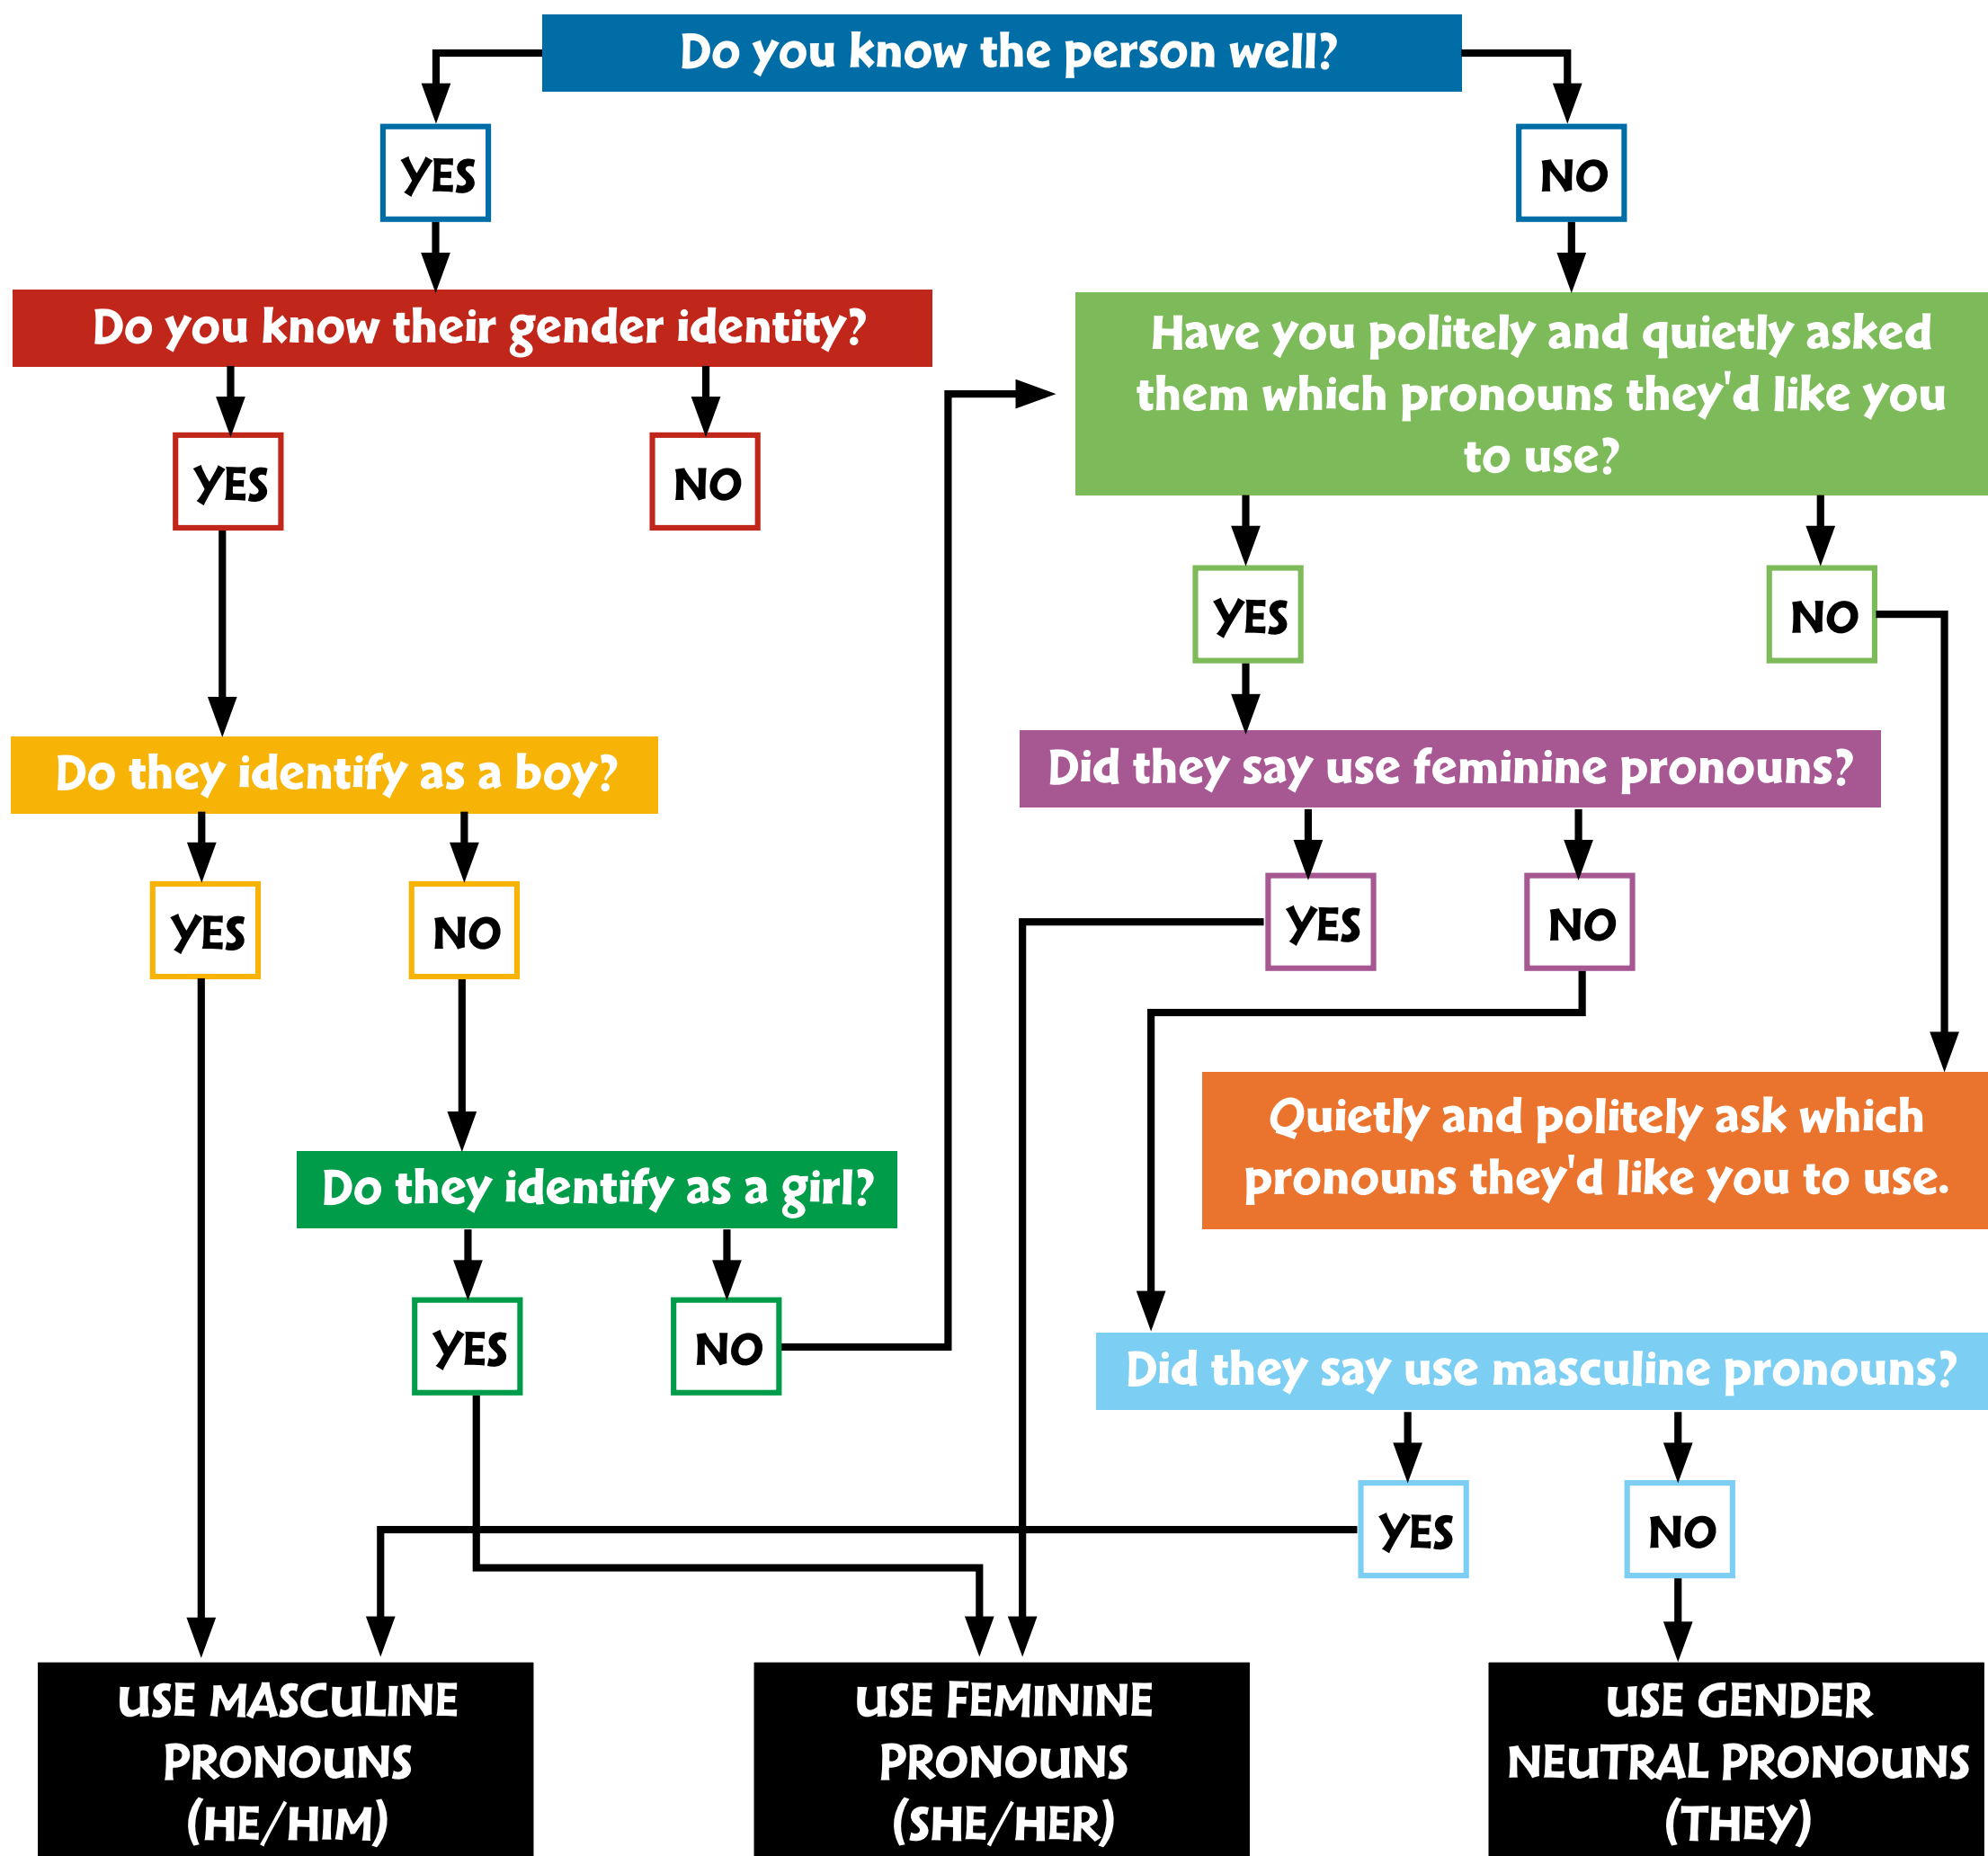 Do you know the person well?
YES
NO
Do you know their gender identity?
Have you politely and quietly asked
them which pronouns they'd like you
to use?
YES
NO
YES
NO
Do they identify as a boy?
Did they say use feminine pronouns?
YES
NO
YES
NO
Quietly and politely ask which
pronouns they'd like you to use.
Do they identify as a girl?
YES
NO
Did they say use masculine pronouns?
YES
NO
USE MASCULINE
PRONOUNS
(HE/HIM)
USE FEMININE
PRONOUNS
(SHE/HER)
USE GENDER
NEUTRAL PRONOUNS
(THEY)